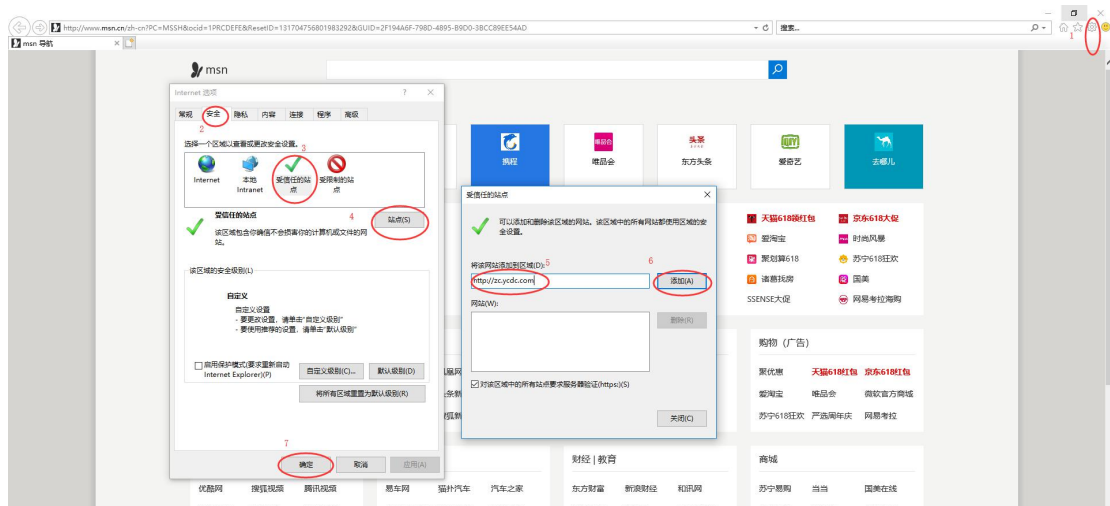 http://www.msn.cn/zh-cn?PC=MSSH&ocid=1PRCDEFE&ResetID=131704756801983292&GUID=2F194A6F-798D-4895-B9D0-3BCC89EE54AD
搜索...
1
msn 导航
msn
Internet 选项
常规 安全 隐私 内容 连接 程序 高级
2
选择一个区域以查看或更改安全设置。
3
Internet
本地 Intranet
受信任的站点
受限制的站点
受信任的站点
4
站点(S)
该区域包含你确信不会损害你的计算机或文件的网站。
该区域的安全级别(L)
自定义
自定义设置
- 要更改设置，请单击"自定义级别"
- 要使用推荐的设置，请单击"默认级别"
启用保护模式(要求重新启动 Internet Explorer)(P)
自定义级别(C)...
默认级别(D)
将所有区域重置为默认级别(R)
7
确定
取消
应用(A)
携程
唯品会
唯品会
头条
东方头条
爱奇艺
去哪儿
受信任的站点
可以添加和删除该区域的网站。该区域中的所有网站都使用区域的安全设置。
将该网站添加到区域(D):
5
6
http://zc.ycdc.com
添加(A)
网站(W):
删除(R)
对该区域中的所有站点要求服务器验证(https:)(S)
关闭(C)
天猫618领红包 京东618大促
爱淘宝 时尚风暴
聚划算618 苏宁618狂欢
诸葛找房 国美
SSENSE大促 网易考拉海购
购物（广告）
聚优惠 天猫618红包 京东618红包
爱淘宝 唯品会 微软官方商城
苏宁618狂欢 严选周年庆 网易考拉
财经 | 教育
商城
优酷网 搜狐视频 腾讯视频 易车网 猫扑汽车 汽车之家 东方财富 新浪财经 和讯网 苏宁易购 当当 国美在线